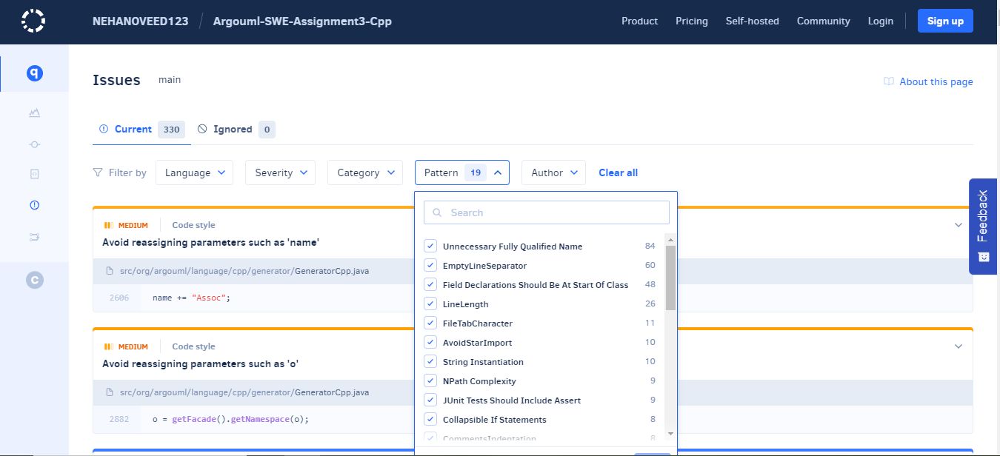 NEHANOVEED123 / Argouml-SWE-Assignment3-Cpp
Product Pricing Self-hosted Community Login Sign up
q
Issues main
About this page
Current 330 Ignored 0
Filter by Language Severity Category Pattern 19 Author Clear all
Search
Unnecessary Fully Qualified Name 84
EmptyLineSeparator 60
Field Declarations Should Be At Start Of Class 48
LineLength 26
FileTabCharacter 11
AvoidStarImport 10
String Instantiation 10
NPath Complexity 9
JUnit Tests Should Include Assert 9
Collapsible If Statements 8
CommentsIndentation 8
MEDIUM Code style
Avoid reassigning parameters such as 'name'
src/org/argouml/language/cpp/generator/GeneratorCpp.java
2606 name += "Assoc";
MEDIUM Code style
Avoid reassigning parameters such as 'o'
src/org/argouml/language/cpp/generator/GeneratorCpp.java
2882 o = getFacade().getNamespace(o);
C
Feedback